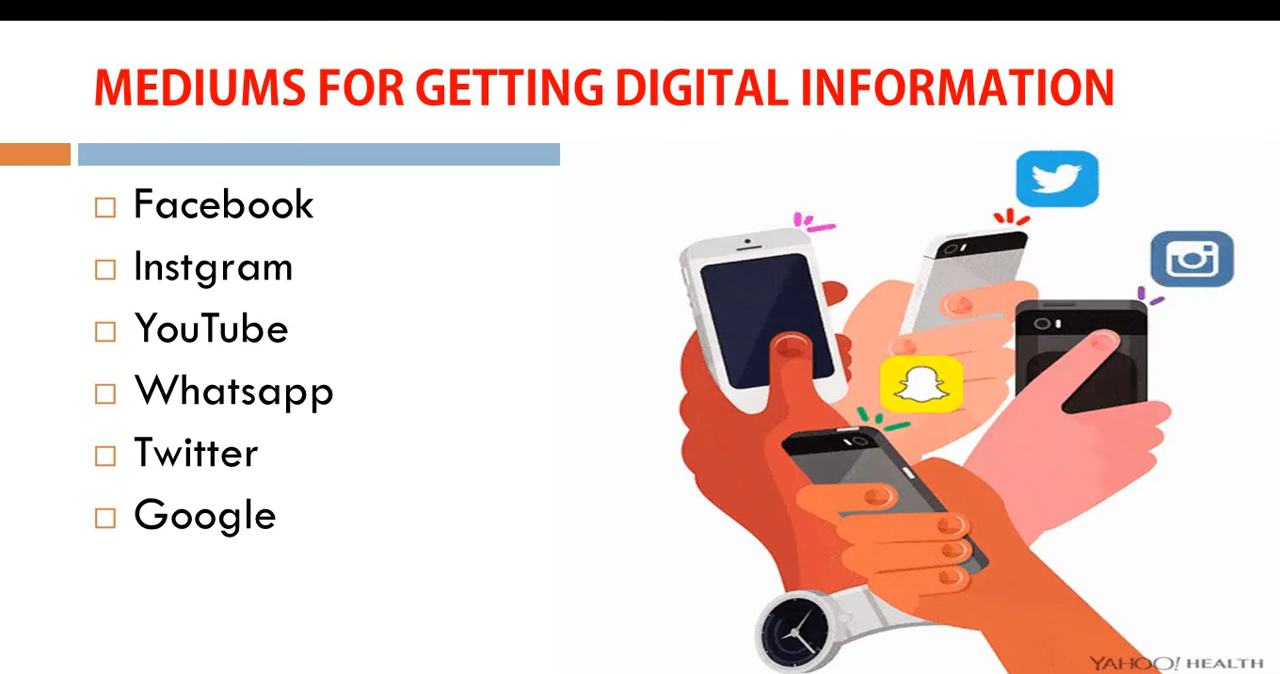 MEDIUMS FOR GETTING DIGITAL INFORMATION
Facebook
Instgram
YouTube
Whatsapp
Twitter
Google
YAHOO! HEALTH